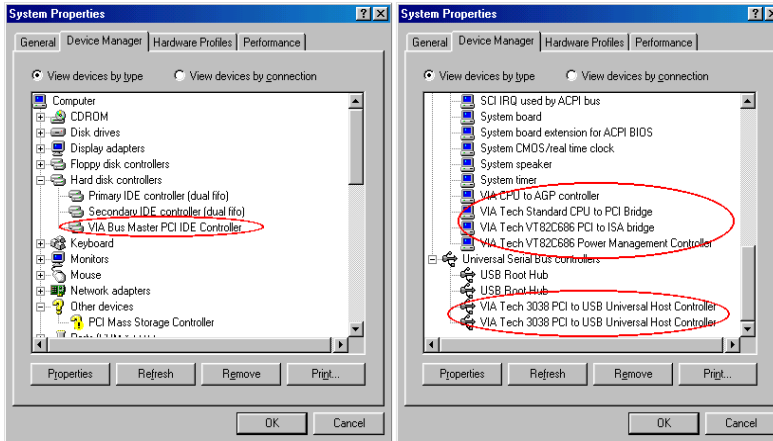 System Properties
General Device Manager Hardware Profiles Performance
View devices by type View devices by connection
Computer
CDROM
Disk drives
Display adapters
Floppy disk controllers
Hard disk controllers
Primary IDE controller (dual fifo)
Secondary IDE controller (dual fifo)
VIA Bus Master PCI IDE Controller
Keyboard
Monitors
Mouse
Network adapters
Other devices
PCI Mass Storage Controller
Properties Refresh Remove Print...
OK Cancel
System Properties
General Device Manager Hardware Profiles Performance
View devices by type View devices by connection
SCI IRQ used by ACPI bus
System board
System board extension for ACPI BIOS
System CMOS/real time clock
System speaker
System timer
VIA CPU to AGP controller
VIA Tech Standard CPU to PCI Bridge
VIA Tech VT82C686 PCI to ISA bridge
VIA Tech VT82C686 Power Management Controller
Universal Serial Bus controllers
USB Root Hub
USB Root Hub
VIA Tech 3038 PCI to USB Universal Host Controller
VIA Tech 3038 PCI to USB Universal Host Controller
Properties Refresh Remove Print...
OK Cancel